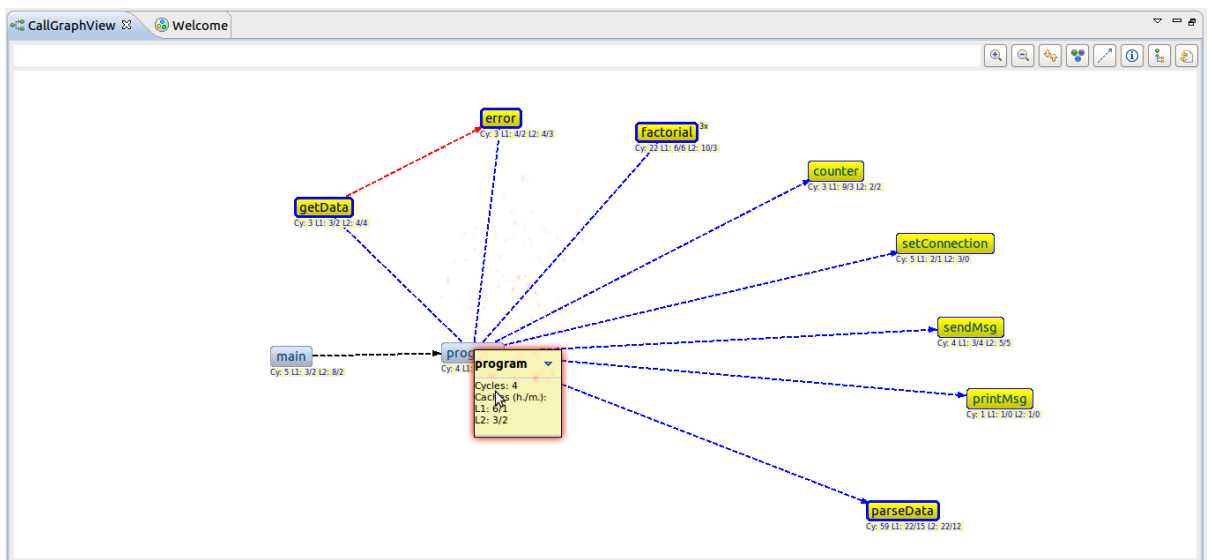 CallGraphView
Welcome
error
Cy: 3 L1: 4/2 L2: 4/3
factorial
3x
Cy: 22 L1: 6/6 L2: 10/3
counter
Cy: 3 L1: 9/3 L2: 2/2
getData
Cy: 3 L1: 3/2 L2: 4/4
setConnection
Cy: 5 L1: 2/1 L2: 3/0
sendMsg
Cy: 4 L1: 3/4 L2: 5/5
main
Cy: 5 L1: 3/2 L2: 8/2
prog
Cy: 4 L1:
program
Cycles: 4
Caches (h./m.):
L1: 6/1
L2: 3/2
printMsg
Cy: 1 L1: 1/0 L2: 1/0
parseData
Cy: 59 L1: 22/15 L2: 22/12